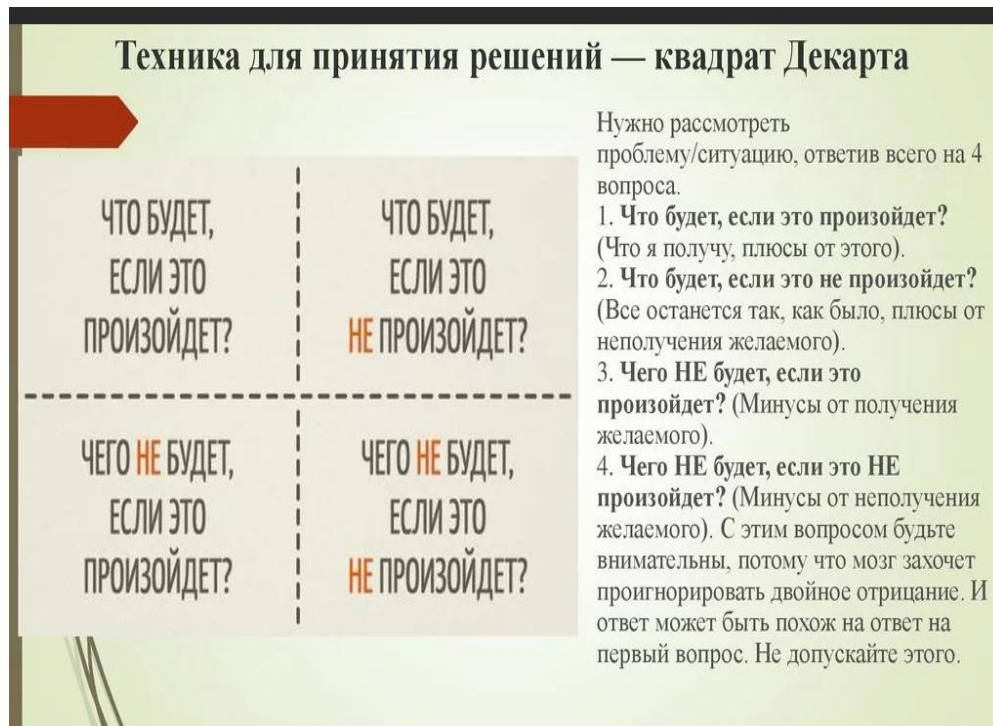 Техника для принятия решений — квадрат Декарта
ЧТО БУДЕТ,
ЕСЛИ ЭТО
ПРОИЗОЙДЕТ?
ЧТО БУДЕТ,
ЕСЛИ ЭТО
НЕ ПРОИЗОЙДЕТ?
ЧЕГО НЕ БУДЕТ,
ЕСЛИ ЭТО
ПРОИЗОЙДЕТ?
ЧЕГО НЕ БУДЕТ,
ЕСЛИ ЭТО
НЕ ПРОИЗОЙДЕТ?
Нужно рассмотреть
проблему/ситуацию, ответив всего на 4
вопроса.
1. Что будет, если это произойдет?
(Что я получу, плюсы от этого).
2. Что будет, если это не произойдет?
(Все останется так, как было, плюсы от
неполучения желаемого).
3. Чего НЕ будет, если это
произойдет? (Минусы от получения
желаемого).
4. Чего НЕ будет, если это НЕ
произойдет? (Минусы от неполучения
желаемого). С этим вопросом будьте
внимательны, потому что мозг захочет
проигнорировать двойное отрицание. И
ответ может быть похож на ответ на
первый вопрос. Не допускайте этого.